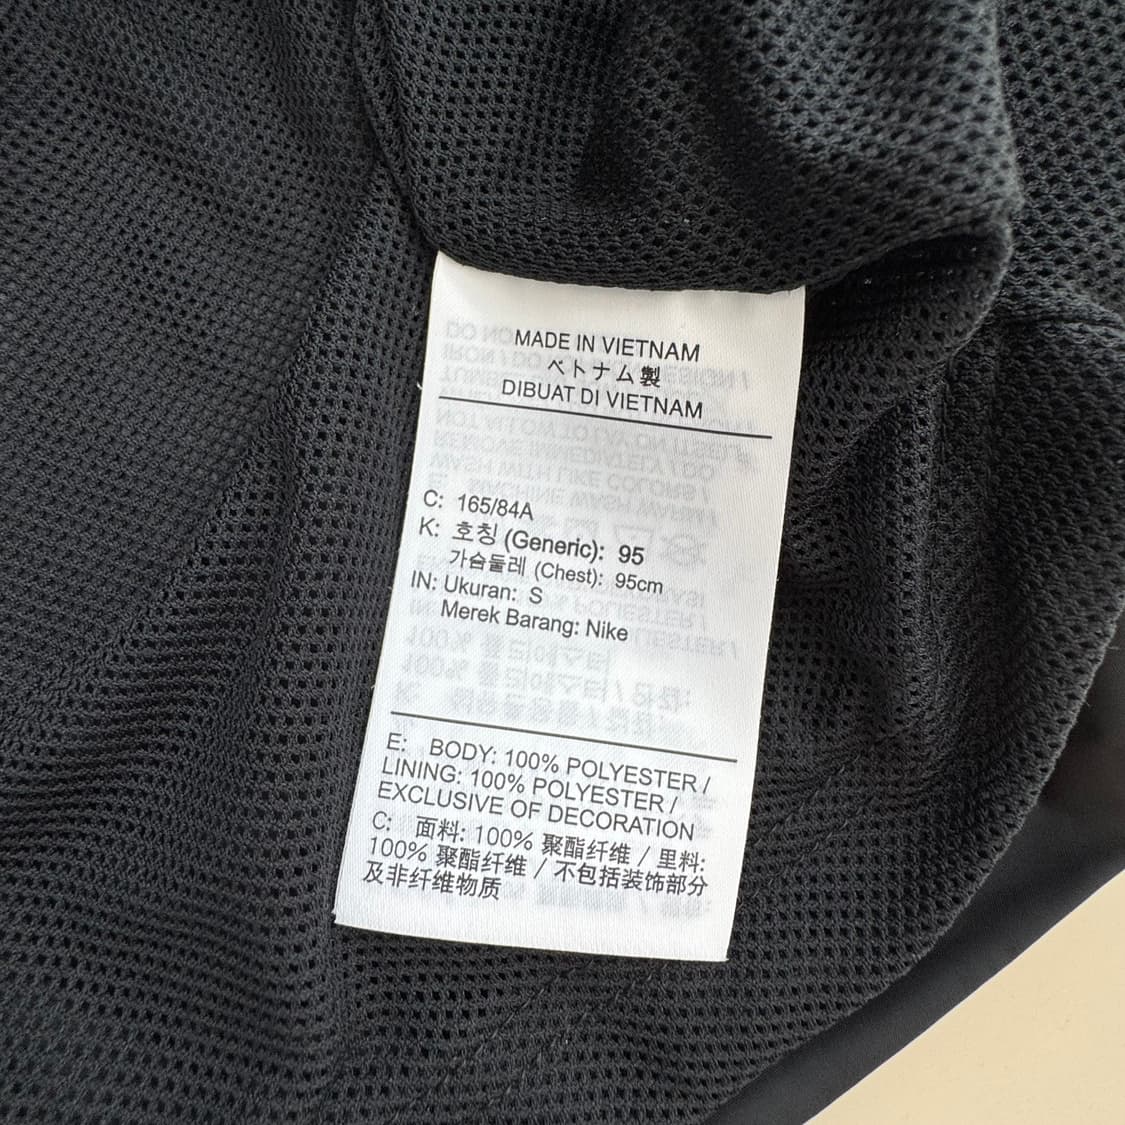 MADE IN VIETNAM
ベトナム製
DIBUAT DI VIETNAM
C: 165/84A
K: 호칭 (Generic): 95
가슴둘레 (Chest): 95cm
IN: Ukuran: S
Merek Barang: Nike
E: BODY: 100% POLYESTER /
LINING: 100% POLYESTER /
EXCLUSIVE OF DECORATION
C: 面料: 100% 聚酯纤维 / 里料:
100% 聚酯纤维 / 不包括装饰部分
及非纤维物质